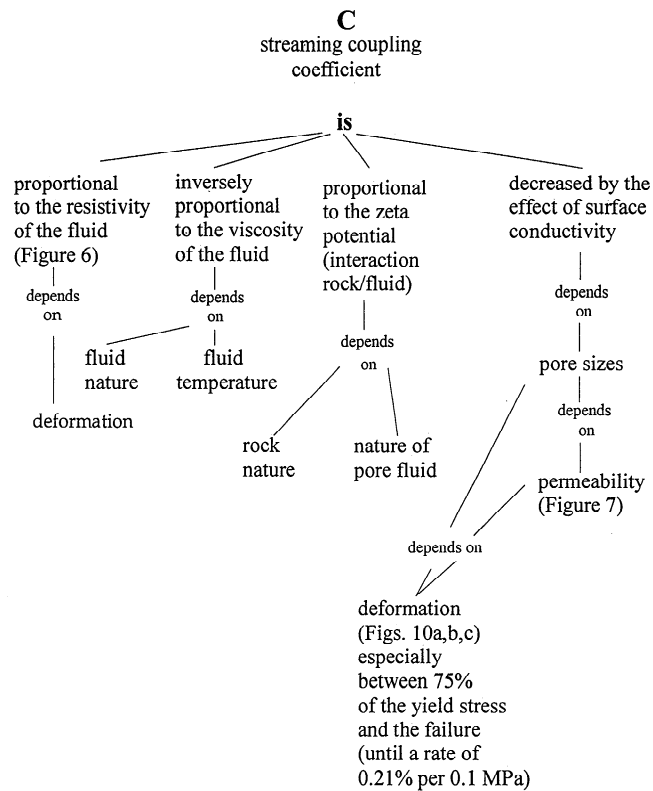 C
streaming coupling
coefficient
is
proportional
to the resistivity
of the fluid
(Figure 6)
depends
on
deformation
inversely
proportional
to the viscosity
of the fluid
depends
on
fluid
nature
fluid
temperature
proportional
to the zeta
potential
(interaction
rock/fluid)
depends
on
rock
nature
nature of
pore fluid
decreased by the
effect of surface
conductivity
depends
on
pore sizes
depends
on
permeability
(Figure 7)
depends on
deformation
(Figs. 10a,b,c)
especially
between 75%
of the yield stress
and the failure
(until a rate of
0.21% per 0.1 MPa)